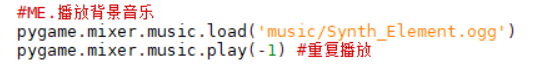 #ME.播放背景音乐
pygame.mixer.music.load('music/Synth_Element.ogg')
pygame.mixer.music.play(-1) #重复播放